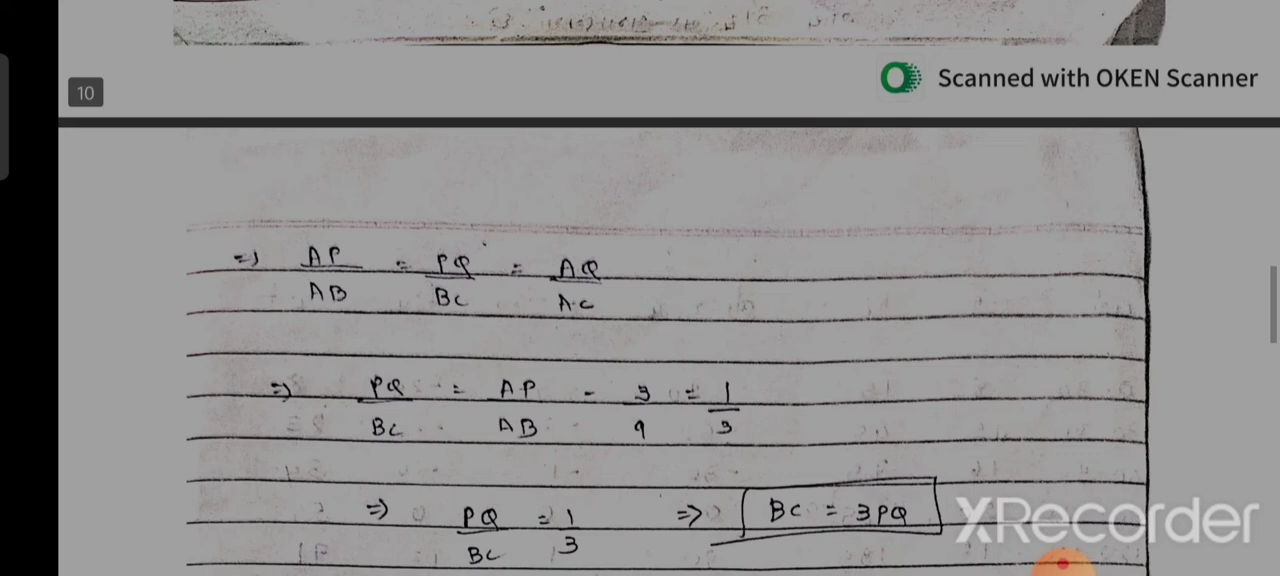 10
Scanned with OKEN Scanner
=> AP/AB = PQ/BC = AQ/AC
=> PQ/BC = AP/AB = 3/9 = 1/3
=> PQ/BC = 1/3 => BC = 3PQ
XRecorder